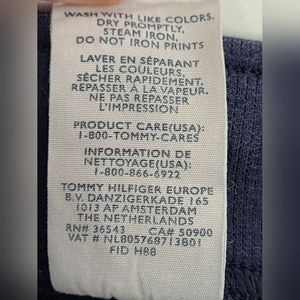 WASH WITH LIKE COLORS,
DRY PROMPTLY,
STEAM IRON,
DO NOT IRON PRINTS
LAVER EN SÉPARANT
LES COULEURS,
SÉCHER RAPIDEMENT,
REPASSER À LA VAPEUR,
NE PAS REPASSER
L'IMPRESSION
PRODUCT CARE(USA):
1-800-TOMMY-CARES
INFORMATION DE
NETTOYAGE(USA):
1-800-866-6922
TOMMY HILFIGER EUROPE
B.V. DANZIGERKADE 165
1013 AP AMSTERDAM
THE NETHERLANDS
RN# 36543 CA# 50900
VAT # NL805768713B01
FID H88